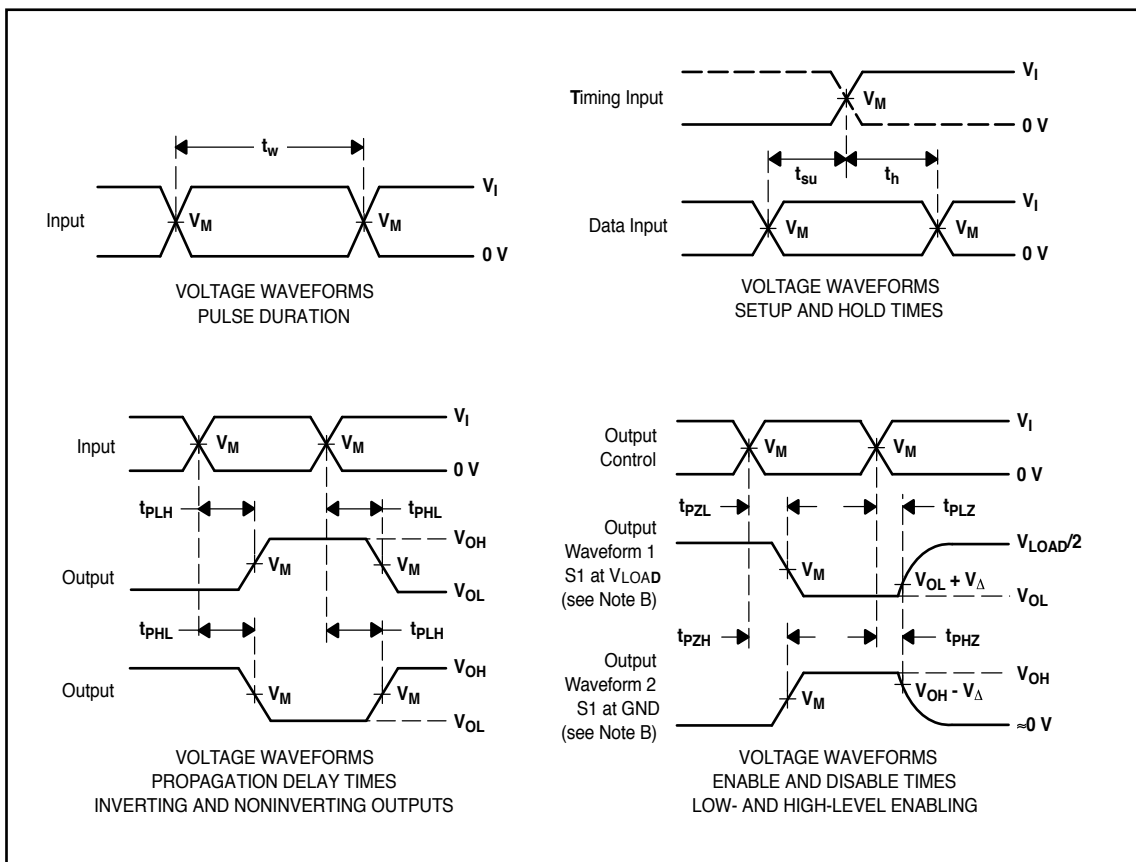 t_w
V_I
Input
V_M
V_M
0 V
VOLTAGE WAVEFORMS
PULSE DURATION
V_I
Timing Input
V_M
0 V
t_su
t_h
V_I
Data Input
V_M
V_M
0 V
VOLTAGE WAVEFORMS
SETUP AND HOLD TIMES
V_I
Input
V_M
V_M
0 V
t_PLH
t_PHL
V_OH
Output
V_M
V_M
V_OL
t_PHL
t_PLH
V_OH
Output
V_M
V_M
V_OL
VOLTAGE WAVEFORMS
PROPAGATION DELAY TIMES
INVERTING AND NONINVERTING OUTPUTS
V_I
Output
Control
V_M
V_M
0 V
t_PZL
t_PLZ
Output
Waveform 1
S1 at VLOAD
(see Note B)
V_LOAD/2
V_M
V_OL + V_Δ
V_OL
t_PZH
t_PHZ
Output
Waveform 2
S1 at GND
(see Note B)
V_OH
V_M
V_OH - V_Δ
≈0 V
VOLTAGE WAVEFORMS
ENABLE AND DISABLE TIMES
LOW- AND HIGH-LEVEL ENABLING